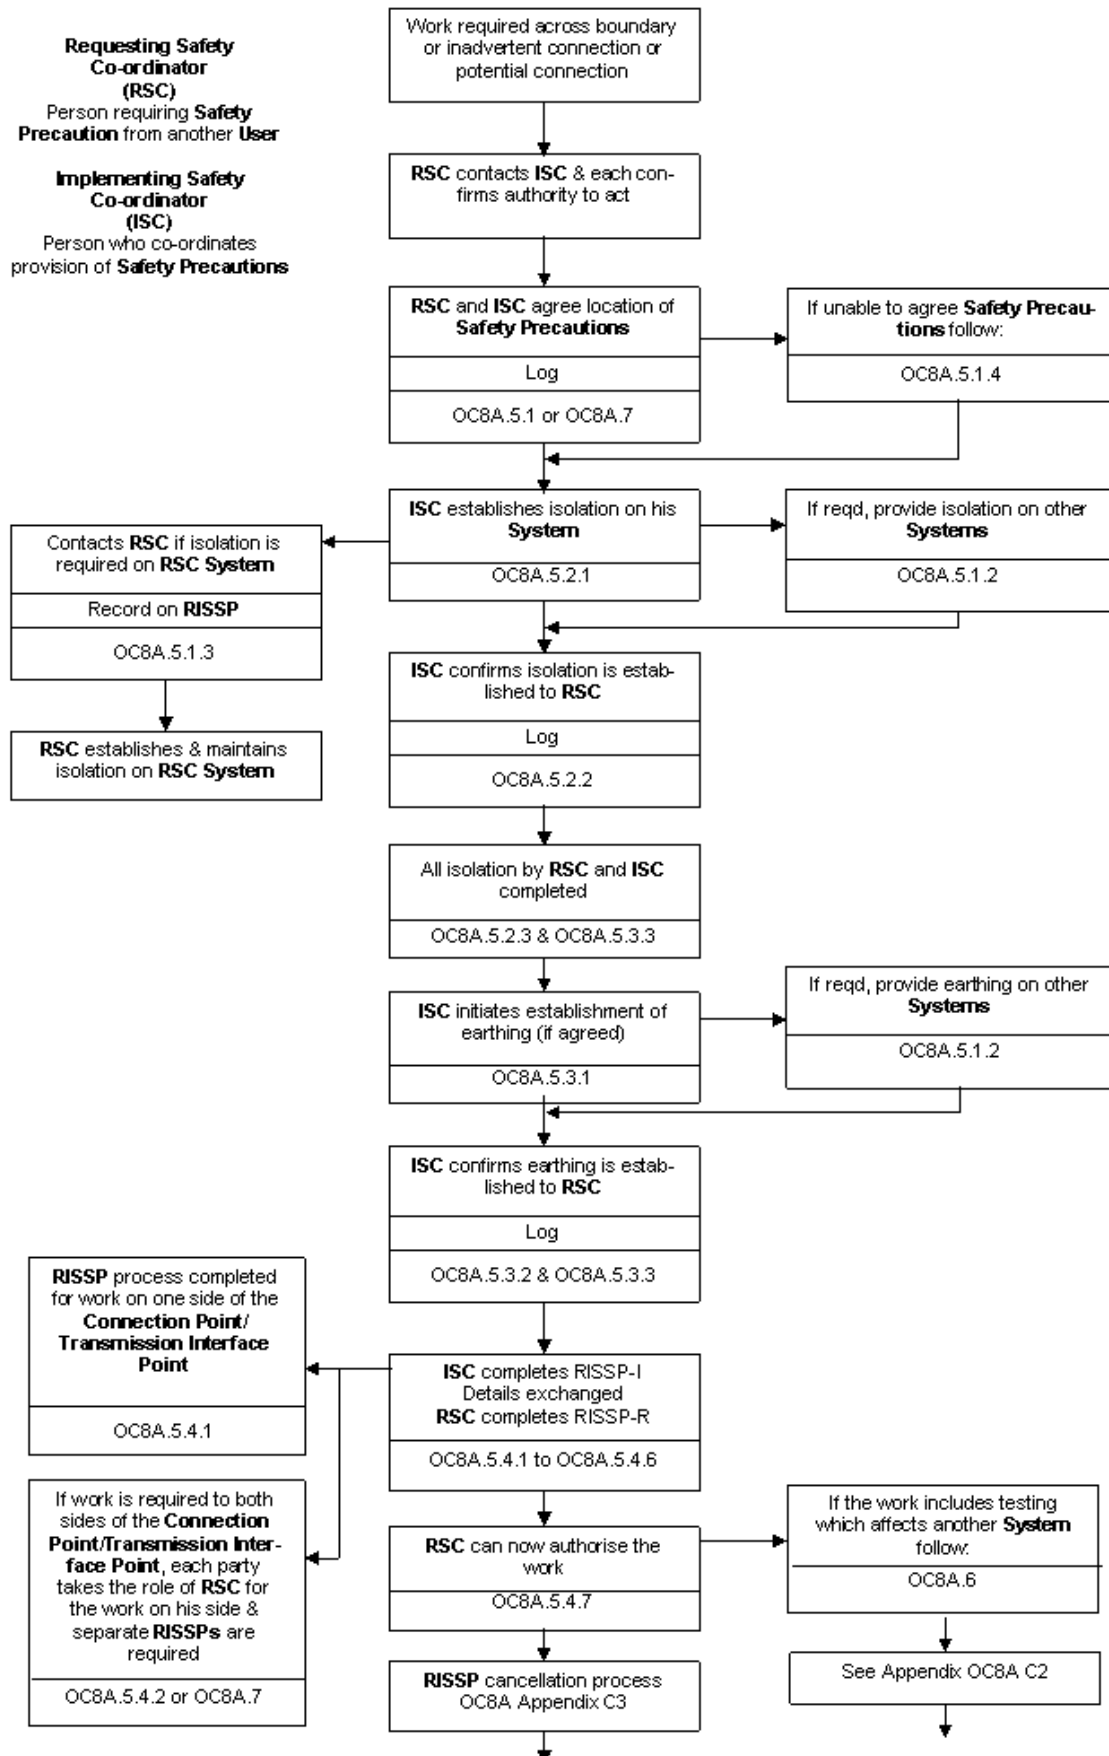 Requesting Safety
Co-ordinator
(RSC)
Person requiring Safety
Precaution from another User
Implementing Safety
Co-ordinator
(ISC)
Person who co-ordinates
provision of Safety Precautions
Work required across boundary
or inadvertent connection or
potential connection
RSC contacts ISC & each con-
firms authority to act
RSC and ISC agree location of
Safety Precautions
Log
OC8A.5.1 or OC8A.7
If unable to agree Safety Precau-
tions follow:
OC8A.5.1.4
ISC establishes isolation on his
System
OC8A.5.2.1
If reqd, provide isolation on other
Systems
OC8A.5.1.2
Contacts RSC if isolation is
required on RSC System
Record on RISSP
OC8A.5.1.3
RSC establishes & maintains
isolation on RSC System
ISC confirms isolation is estab-
lished to RSC
Log
OC8A.5.2.2
All isolation by RSC and ISC
completed
OC8A.5.2.3 & OC8A.5.3.3
ISC initiates establishment of
earthing (if agreed)
OC8A.5.3.1
If reqd, provide earthing on other
Systems
OC8A.5.1.2
ISC confirms earthing is estab-
lished to RSC
Log
OC8A.5.3.2 & OC8A.5.3.3
RISSP process completed
for work on one side of the
Connection Point/
Transmission Interface
Point
OC8A.5.4.1
ISC completes RISSP-I
Details exchanged
RSC completes RISSP-R
OC8A.5.4.1 to OC8A.5.4.6
If work is required to both
sides of the Connection
Point/Transmission Inter-
face Point, each party
takes the role of RSC for
the work on his side &
separate RISSPs are
required
OC8A.5.4.2 or OC8A.7
RSC can now authorise the
work
OC8A.5.4.7
If the work includes testing
which affects another System
follow:
OC8A.6
RISSP cancellation process
OC8A Appendix C3
See Appendix OC8A C2